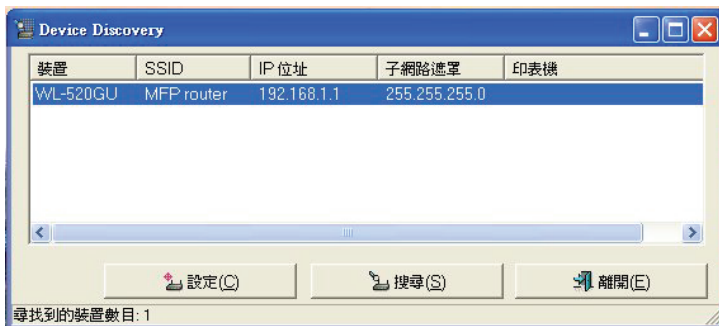 Device Discovery
裝置 SSID IP 位址 子網路遮罩 印表機
WL-520GU MFP router 192.168.1.1 255.255.255.0
設定(C) 搜尋(S) 離開(E)
尋找到的裝置數目: 1